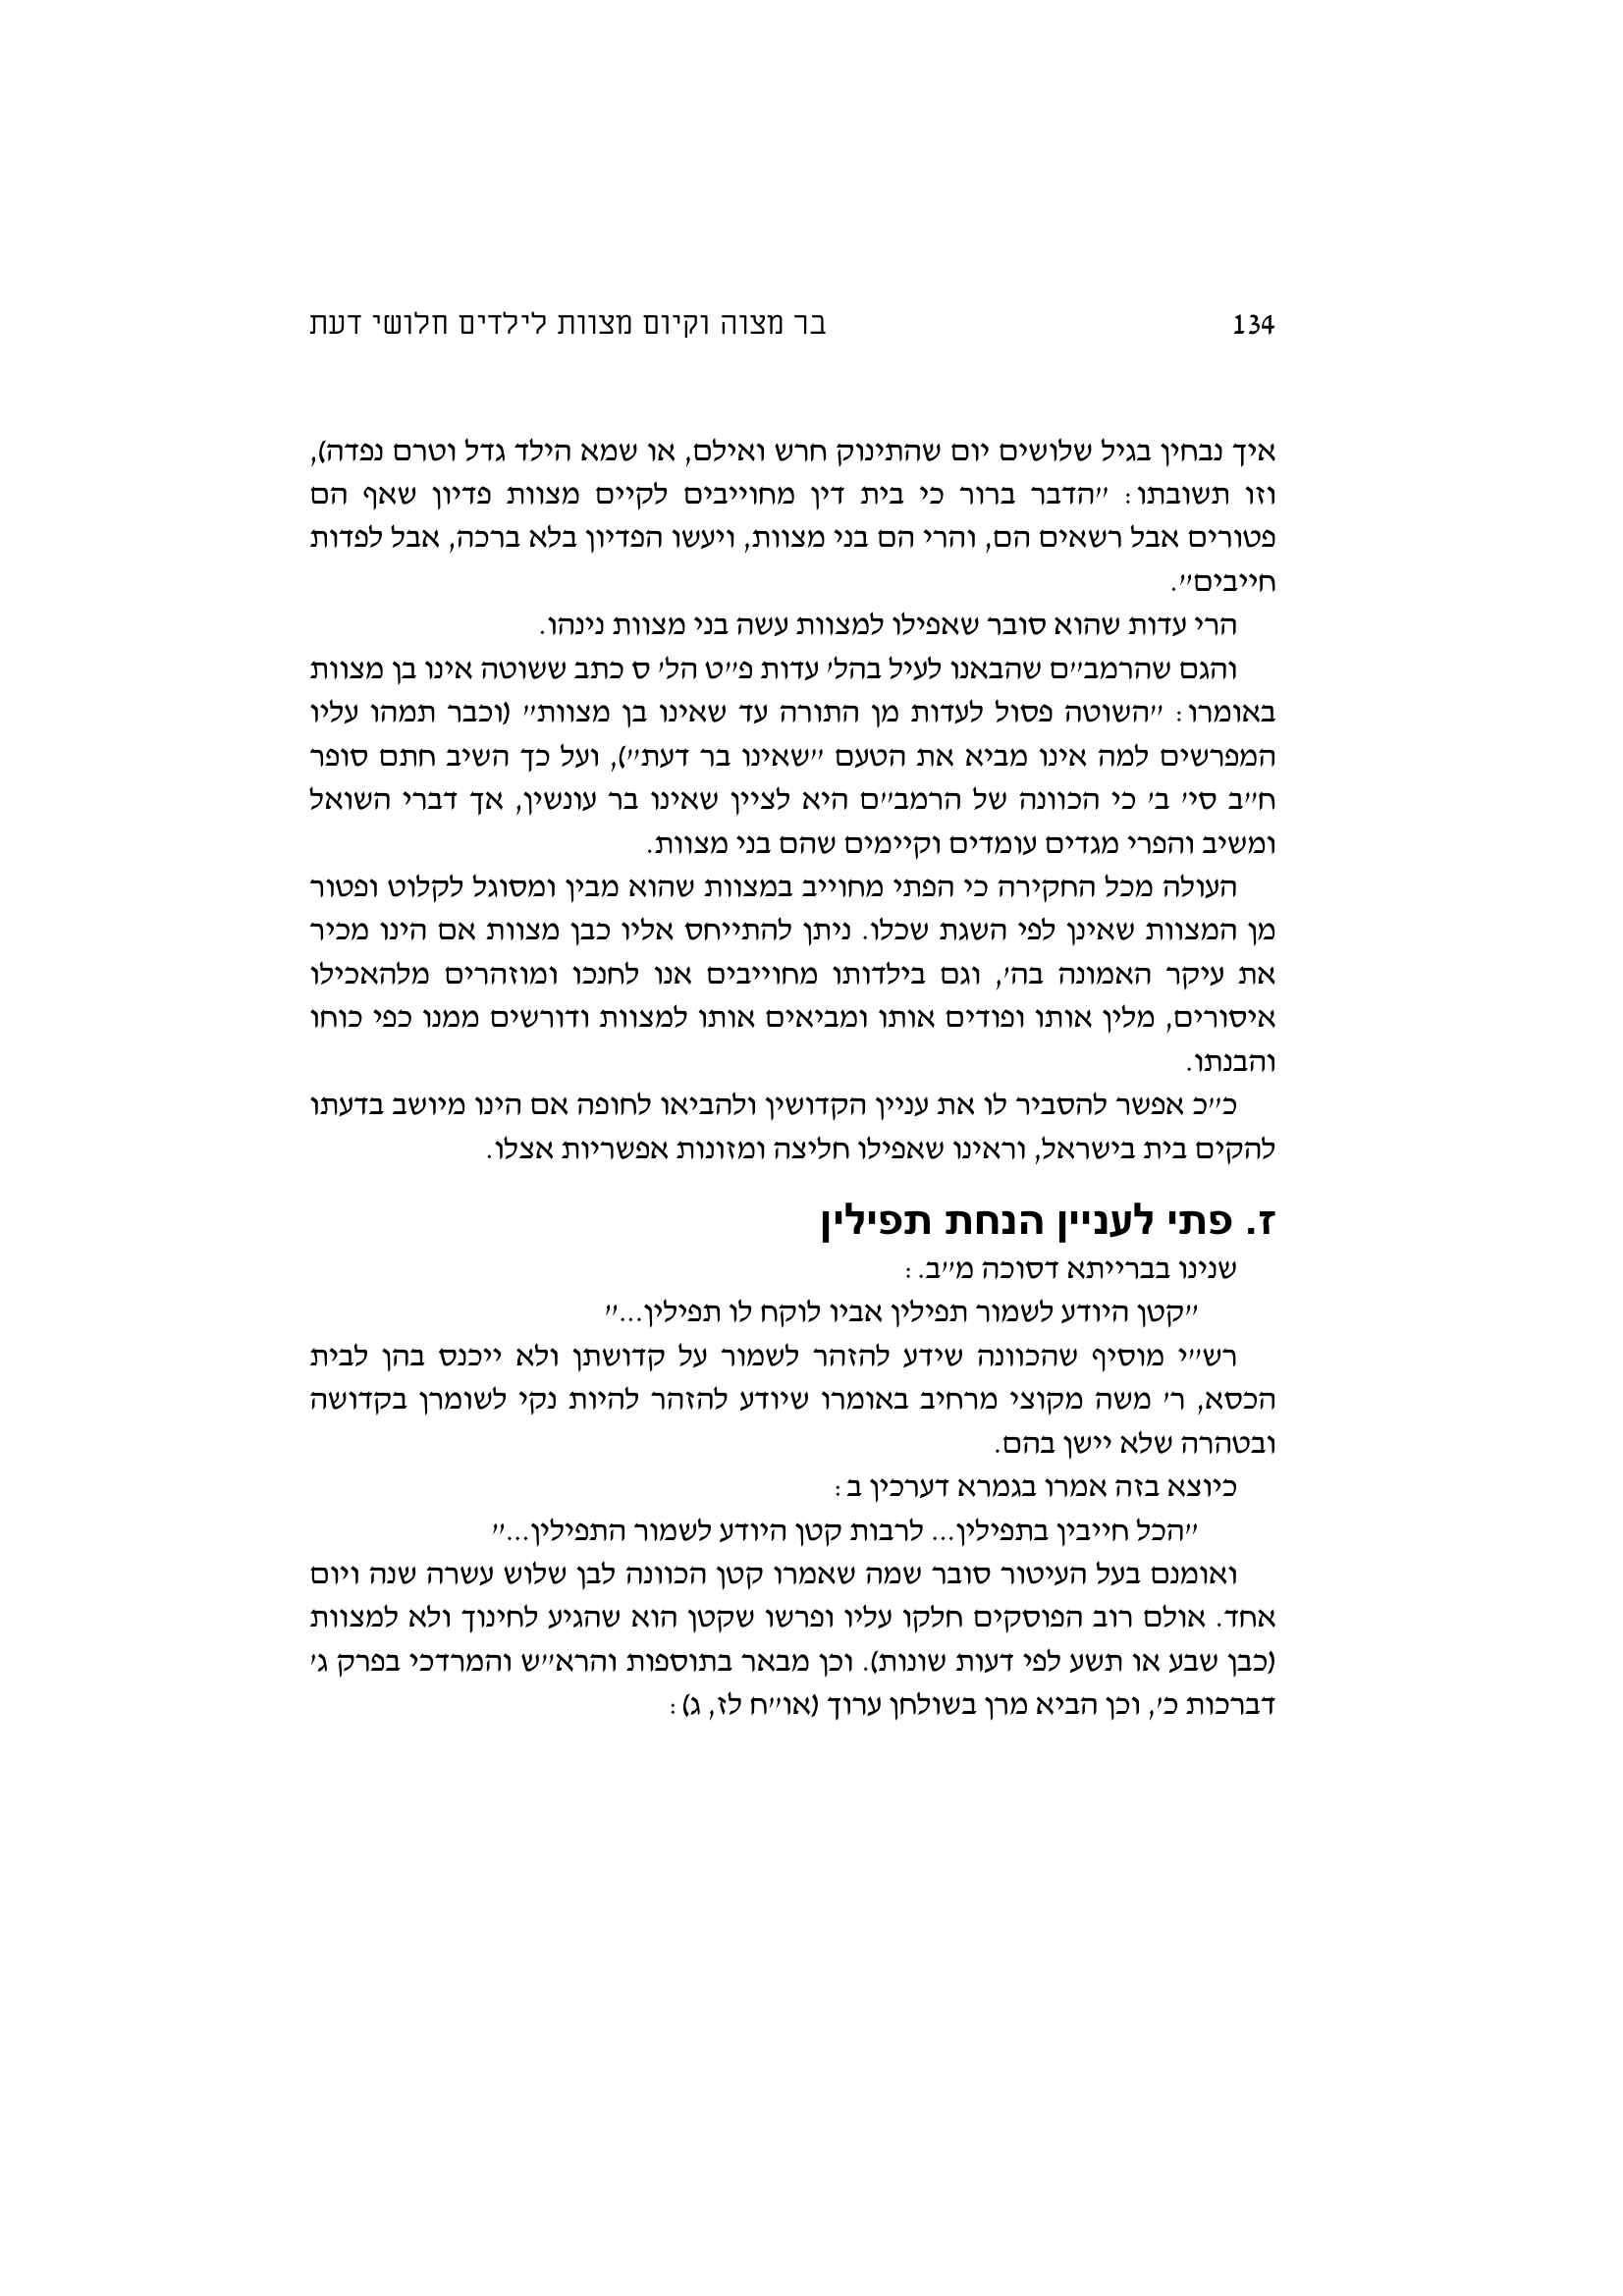 134 בר מצוה וקיום מצוות לילדים חלושי דעת
איך נבחין בגיל שלושים יום שהתינוק חרש ואילם, או שמא הילד גדל וטרם נפדה),
וזו תשובתו: "הדבר ברור כי בית דין מחוייבים לקיים מצוות פדיון שאף הם
פטורים אבל רשאים הם, והרי הם בני מצוות, ויעשו הפדיון בלא ברכה, אבל לפדות
חייבים".
הרי עדות שהוא סובר שאפילו למצוות עשה בני מצוות נינהו.
והגם שהרמב"ם שהבאנו לעיל בהל' עדות פ"ט הל' ס כתב ששוטה אינו בן מצוות
באומרו: "השוטה פסול לעדות מן התורה עד שאינו בן מצוות" (וכבר תמהו עליו
המפרשים למה אינו מביא את הטעם "שאינו בר דעת"), ועל כך השיב חתם סופר
ח"ב סי' ב' כי הכוונה של הרמב"ם היא לציין שאינו בר עונשין, אך דברי השואל
ומשיב והפרי מגדים עומדים וקיימים שהם בני מצוות.
העולה מכל החקירה כי הפתי מחוייב במצוות שהוא מבין ומסוגל לקלוט ופטור
מן המצוות שאינן לפי השגת שכלו. ניתן להתייחס אליו כבן מצוות אם הינו מכיר
את עיקר האמונה בה', וגם בילדותו מחוייבים אנו לחנכו ומוזהרים מלהאכילו
איסורים, מלין אותו ופודים אותו ומביאים אותו למצוות ודורשים ממנו כפי כוחו
והבנתו.
כ"כ אפשר להסביר לו את עניין הקדושין ולהביאו לחופה אם הינו מיושב בדעתו
להקים בית בישראל, וראינו שאפילו חליצה ומזונות אפשריות אצלו.
ז. פתי לעניין הנחת תפילין
שנינו בברייתא דסוכה מ"ב.:
"קטן היודע לשמור תפילין אביו לוקח לו תפילין..."
רש"י מוסיף שהכוונה שידע להזהר לשמור על קדושתן ולא ייכנס בהן לבית
הכסא, ר' משה מקוצי מרחיב באומרו שיודע להזהר להיות נקי לשומרן בקדושה
ובטהרה שלא יישן בהם.
כיוצא בזה אמרו בגמרא דערכין ב:
"הכל חייבין בתפילין... לרבות קטן היודע לשמור התפילין..."
ואומנם בעל העיטור סובר שמה שאמרו קטן הכוונה לבן שלוש עשרה שנה ויום
אחד. אולם רוב הפוסקים חלקו עליו ופרשו שקטן הוא שהגיע לחינוך ולא למצוות
(כבן שבע או תשע לפי דעות שונות). וכן מבאר בתוספות והרא"ש והמרדכי בפרק ג'
דברכות כ', וכן הביא מרן בשולחן ערוך (או"ח לז, ג):